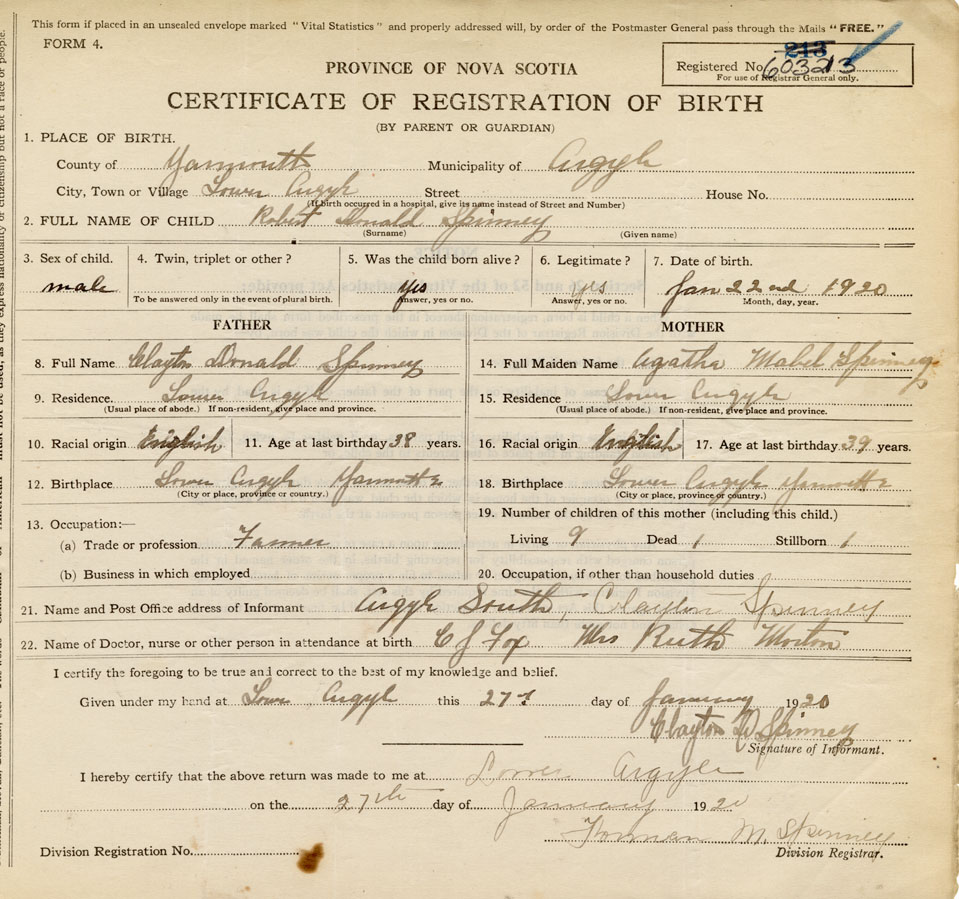 This form if placed in an unsealed envelope marked "Vital Statistics" and properly addressed will, by order of the Postmaster General pass through the Mails "FREE."
FORM 4.
213
Registered No. 603213
For use of Registrar General only.
PROVINCE OF NOVA SCOTIA
CERTIFICATE OF REGISTRATION OF BIRTH
(BY PARENT OR GUARDIAN)
1. PLACE OF BIRTH.
County of Yarmouth Municipality of Argyle
City, Town or Village Lower Argyle Street House No.
(If birth occurred in a hospital, give its name instead of Street and Number)
2. FULL NAME OF CHILD Robert Donald Spinney
(Surname) (Given name)
3. Sex of child. 4. Twin, triplet or other ? 5. Was the child born alive ? 6. Legitimate ? 7. Date of birth.
male yes yes Jan 22nd 1920
To be answered only in the event of plural birth. Answer, yes or no. Answer, yes or no. Month, day, year.
FATHER MOTHER
8. Full Name Clayton Donald Spinney 14. Full Maiden Name Agatha Mabel Spinney
9. Residence. Lower Argyle 15. Residence Lower Argyle
(Usual place of abode.) If non-resident, give place and province. (Usual place of abode.) If non-resident, give place and province.
10. Racial origin English 11. Age at last birthday 38 years. 16. Racial origin English 17. Age at last birthday 39 years.
12. Birthplace Lower Argyle Yarmouth 18. Birthplace Lower Argyle Yarmouth
(City or place, province or country.) (City or place, province or country.)
13. Occupation:— 19. Number of children of this mother (including this child.)
(a) Trade or profession Farmer Living 9 Dead 1 Stillborn 1
(b) Business in which employed 20. Occupation, if other than household duties
21. Name and Post Office address of Informant Argyle South, Clayton Spinney
22. Name of Doctor, nurse or other person in attendance at birth C J Fox Mrs Ruth Morton
I certify the foregoing to be true and correct to the best of my knowledge and belief.
Given under my hand at Lower Argyle this 27 day of January 1920
Clayton D Spinney
Signature of Informant.
I hereby certify that the above return was made to me at Lower Argyle
on the 27th day of January 1920
Forman M. Spinney
Division Registration No. Division Registrar.